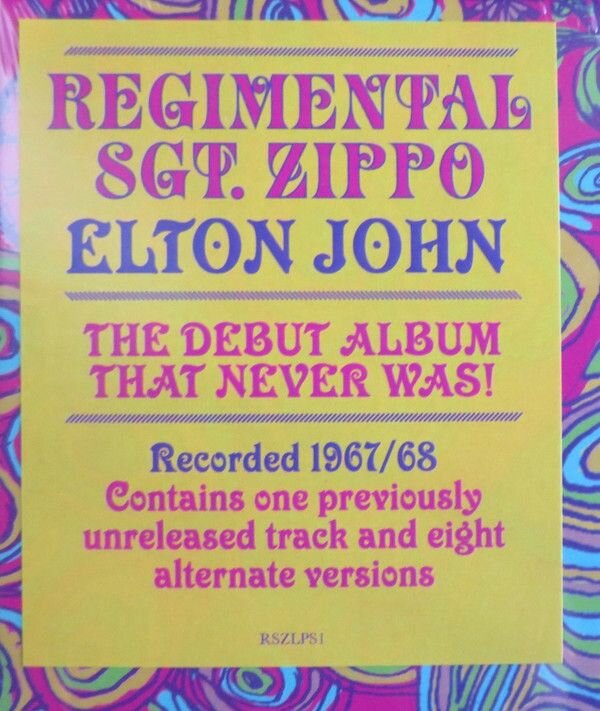 REGIMENTAL
SGT. ZIPPO
ELTON JOHN
THE DEBUT ALBUM
THAT NEVER WAS!
Recorded 1967/68
Contains one previously
unreleased track and eight
alternate versions
RSZLPS1